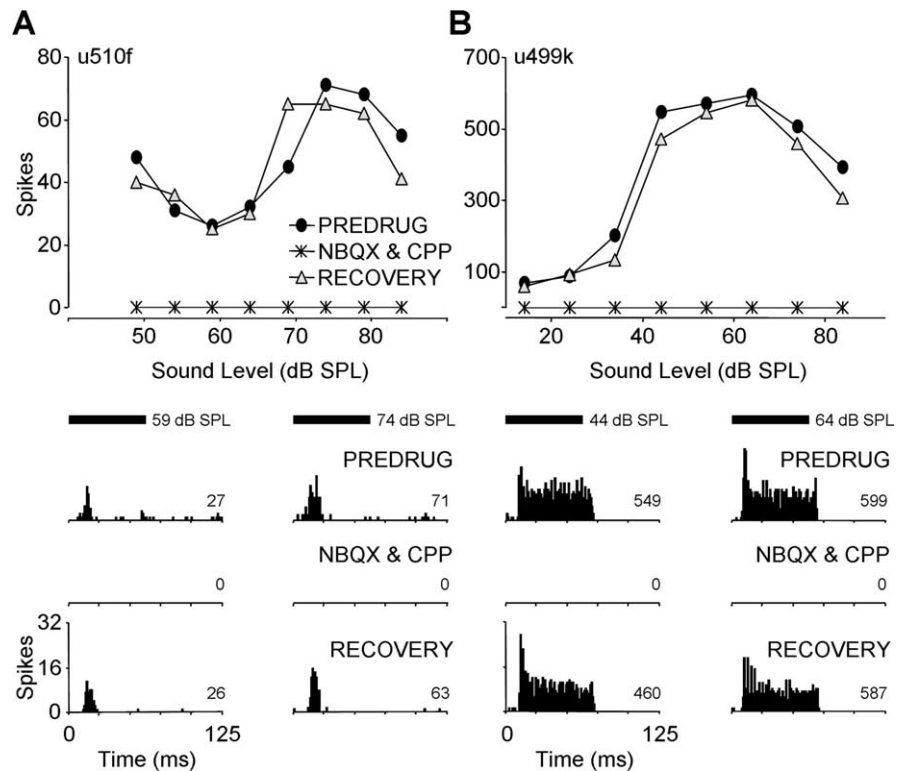 A
B
80
u510f
60
40
20
0
Spikes
PREDRUG
NBQX & CPP
RECOVERY
50
60
70
80
Sound Level (dB SPL)
700
u499k
500
300
100
20
40
60
80
Sound Level (dB SPL)
59 dB SPL
74 dB SPL
44 dB SPL
64 dB SPL
PREDRUG
PREDRUG
27
71
549
599
NBQX & CPP
NBQX & CPP
0
0
0
0
32
16
0
Spikes
RECOVERY
RECOVERY
26
63
460
587
0
125
0
125
Time (ms)
Time (ms)